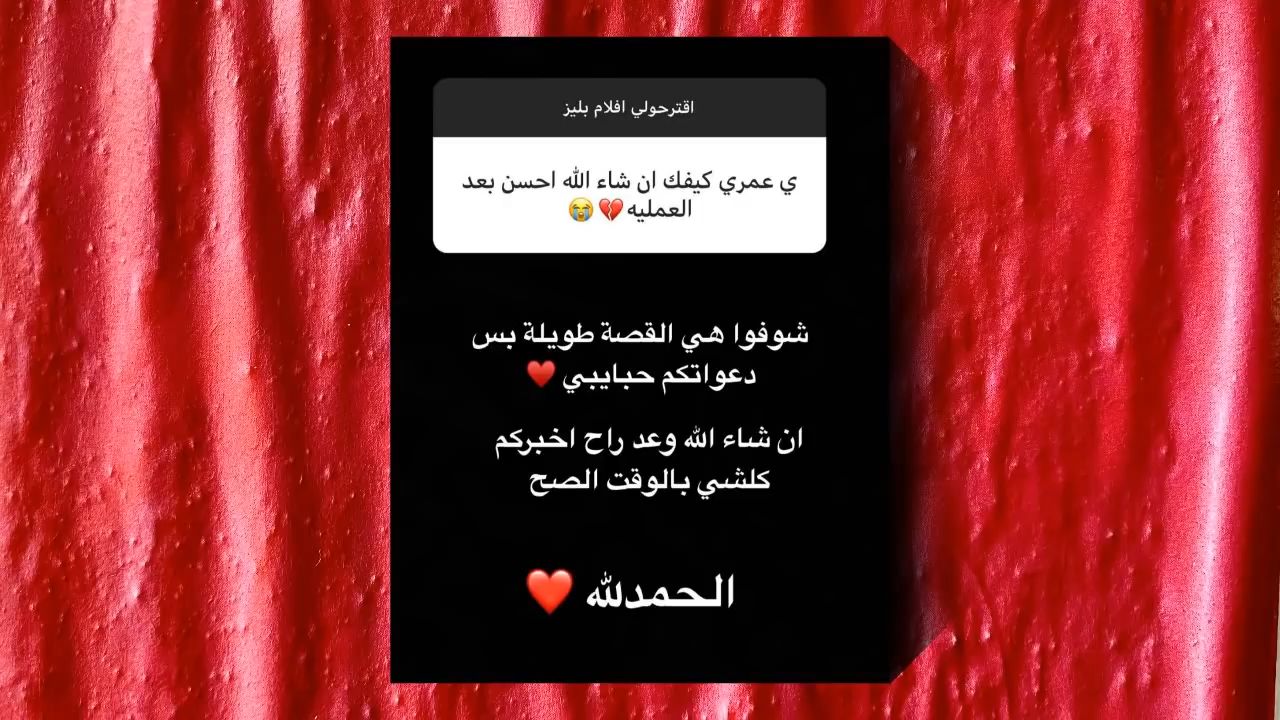 اقترحولي افلام بليز
ي عمري كيفك ان شاء الله احسن بعد
العمليه 💔 😭
شوفوا هي القصة طويلة بس
دعواتكم حبايبي ♥️
ان شاء الله وعد راح اخبركم
كلشي بالوقت الصح
الحمدلله ❤️